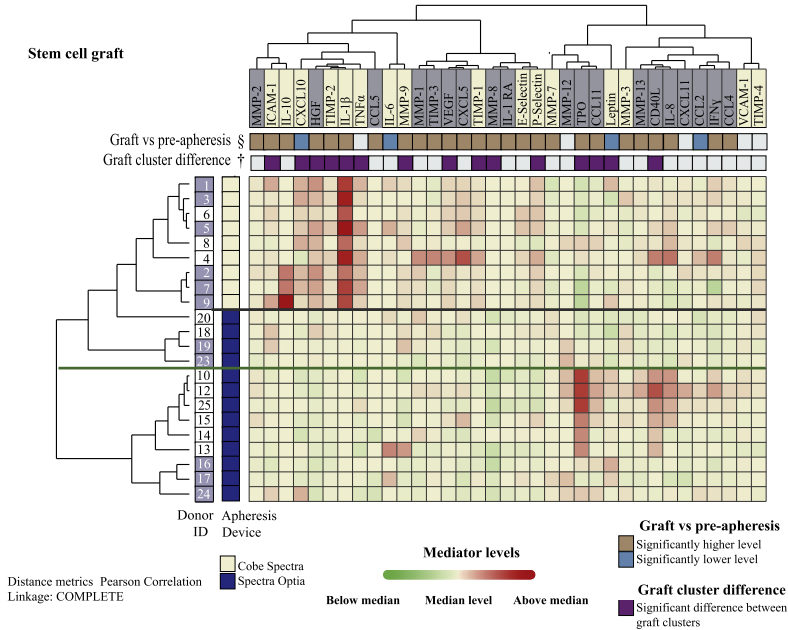 Stem cell graft
MMP-2
ICAM-1
IL-10
CXCL10
HGF
TIMP-2
IL-1β
TNFα
CCL5
IL-6
MMP-9
MMP-1
TIMP-3
VEGF
CXCL5
TIMP-1
MMP-8
IL-1 RA
E-Selectin
P-Selectin
MMP-7
MMP-12
TPO
CCL11
Leptin
MMP-3
MMP-13
CD40L
IL-8
CXCL11
CCL2
IFNγ
CCL4
VCAM-1
TIMP-4
Graft vs pre-apheresis §
Graft cluster difference †
1
3
6
5
8
4
2
7
9
20
18
19
23
10
12
25
15
14
13
16
17
24
Donor ID
Apheresis Device
Cobe Spectra
Spectra Optia
Distance metrics Pearson Correlation
Linkage: COMPLETE
Mediator levels
Below median
Median level
Above median
Graft vs pre-apheresis
Significantly higher level
Significantly lower level
Graft cluster difference
Significant difference between
graft clusters